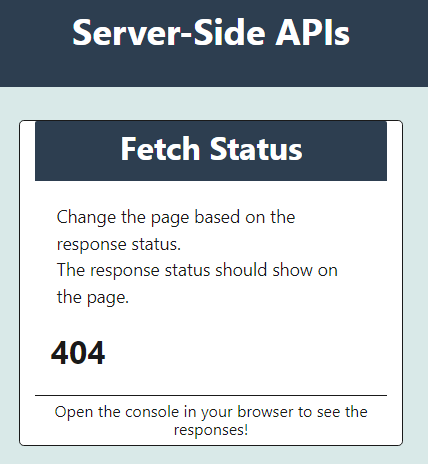 Server-Side APIs
Fetch Status
Change the page based on the
response status.
The response status should show on
the page.
404
Open the console in your browser to see the
responses!